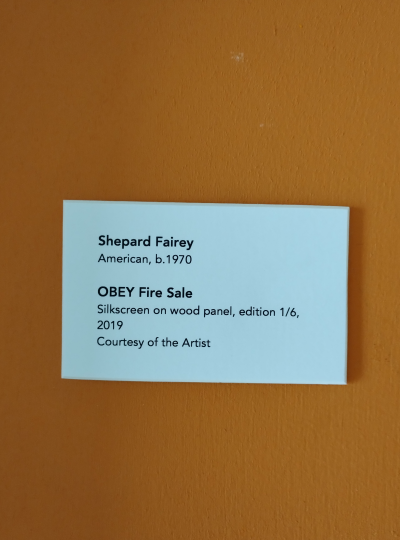 Shepard Fairey
American, b.1970
OBEY Fire Sale
Silkscreen on wood panel, edition 1/6,
2019
Courtesy of the Artist